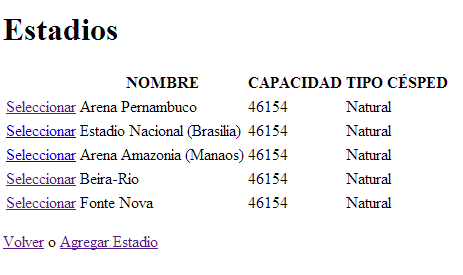 Estadios
NOMBRE CAPACIDAD TIPO CÉSPED
Seleccionar Arena Pernambuco 46154 Natural
Seleccionar Estadio Nacional (Brasilia) 46154 Natural
Seleccionar Arena Amazonia (Manaos) 46154 Natural
Seleccionar Beira-Rio 46154 Natural
Seleccionar Fonte Nova 46154 Natural
Volver o Agregar Estadio